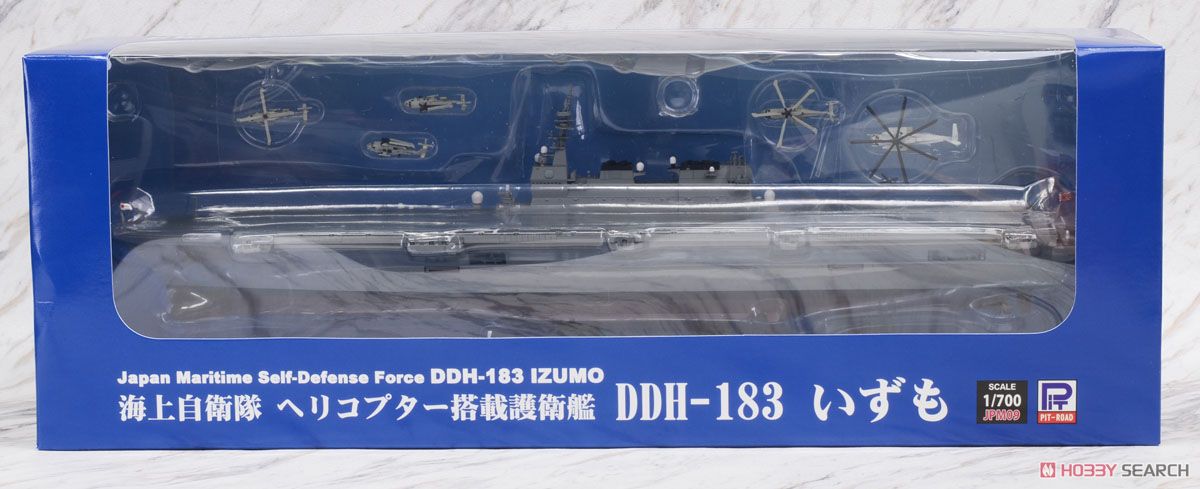 Japan Maritime Self-Defense Force DDH-183 IZUMO
海上自衛隊 ヘリコプター搭載護衛艦 DDH-183 いずも
SCALE
1/700
JPM09
PIT-ROAD
HOBBY SEARCH